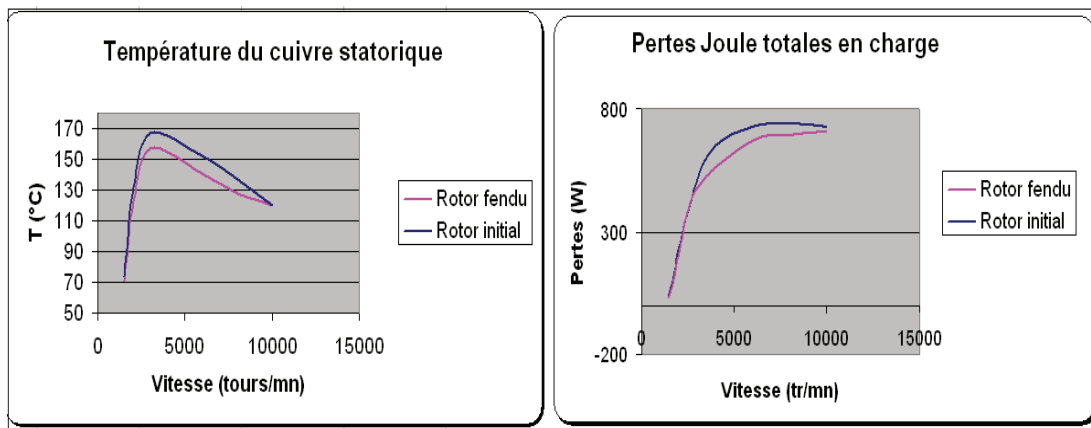 Température du cuivre statorique
170
150
130
110
90
70
50
T (°C)
0
5000
10000
15000
Vitesse (tours/mn)
Rotor fendu
Rotor initial
Pertes Joule totales en charge
800
300
-200
Pertes (W)
0
5000
10000
15000
Vitesse (tr/mn)
Rotor fendu
Rotor initial